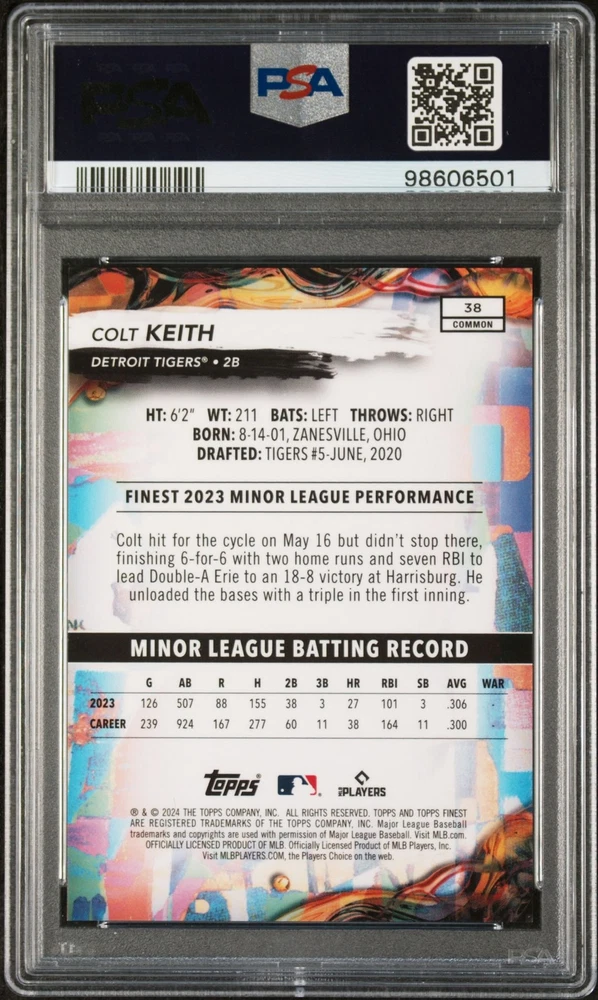 PSA
98606501
38
COMMON
COLT KEITH
DETROIT TIGERS® • 2B
HT: 6'2" WT: 211 BATS: LEFT THROWS: RIGHT
BORN: 8-14-01, ZANESVILLE, OHIO
DRAFTED: TIGERS #5-JUNE, 2020
FINEST 2023 MINOR LEAGUE PERFORMANCE
Colt hit for the cycle on May 16 but didn't stop there,
finishing 6-for-6 with two home runs and seven RBI to
lead Double-A Erie to an 18-8 victory at Harrisburg. He
unloaded the bases with a triple in the first inning.
MINOR LEAGUE BATTING RECORD
G AB R H 2B 3B HR RBI SB AVG WAR
2023 126 507 88 155 38 3 27 101 3 .306 -
CAREER 239 924 167 277 60 11 38 164 11 .300 -
TOPPS® PLAYERS
® & © 2024 THE TOPPS COMPANY, INC. ALL RIGHTS RESERVED. TOPPS AND TOPPS FINEST
ARE REGISTERED TRADEMARKS OF THE TOPPS COMPANY, INC. Major League Baseball
trademarks and copyrights are used with permission of Major League Baseball. Visit MLB.com.
OFFICIALLY LICENSED PRODUCT OF MLB. Officially Licensed Product of MLB Players, Inc.
Visit MLBPLAYERS.COM, the Players Choice on the web.
PSA